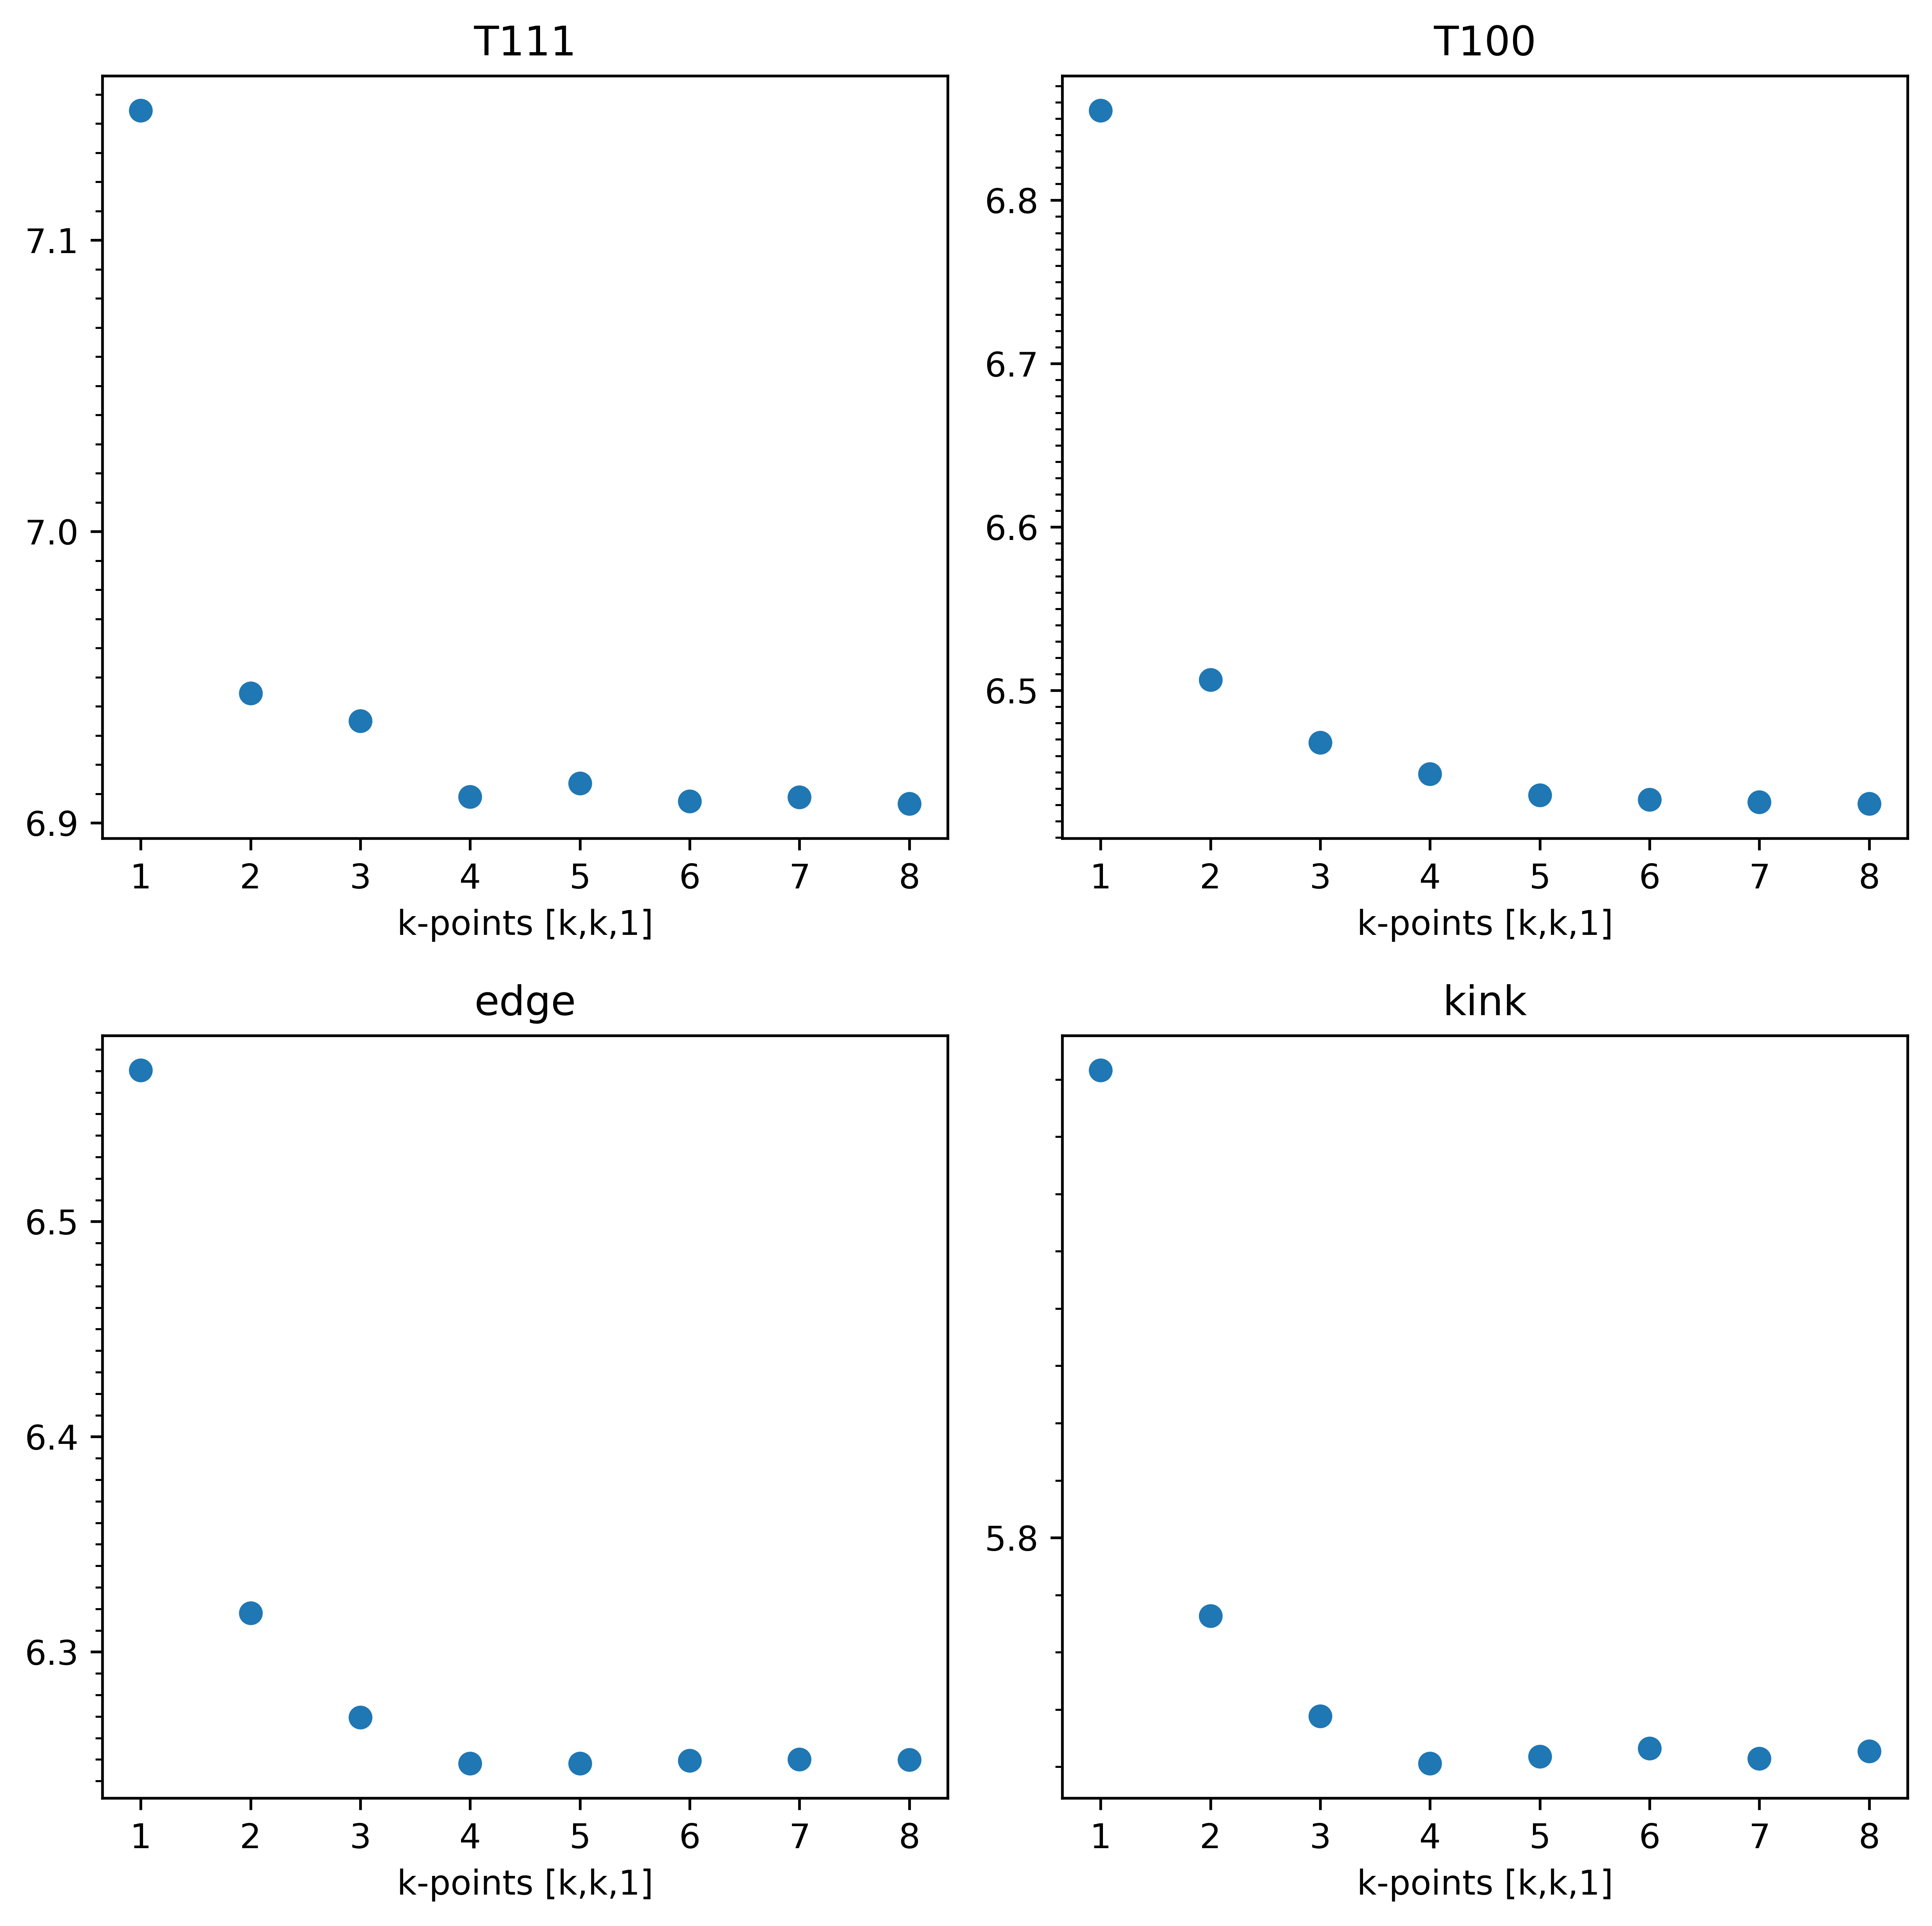 T111
7.1
7.0
6.9
1 2 3 4 5 6 7 8
k-points [k,k,1]
T100
6.8
6.7
6.6
6.5
1 2 3 4 5 6 7 8
k-points [k,k,1]
edge
6.5
6.4
6.3
1 2 3 4 5 6 7 8
k-points [k,k,1]
kink
5.8
1 2 3 4 5 6 7 8
k-points [k,k,1]